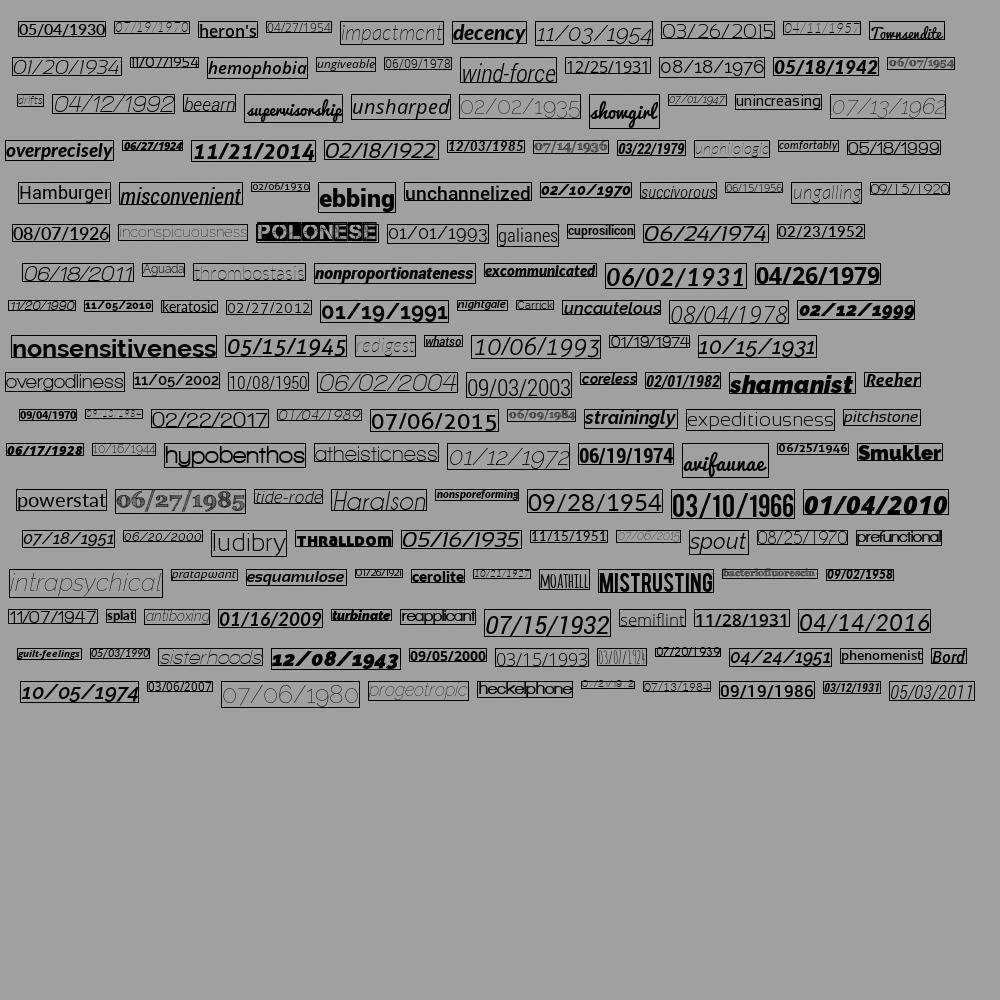 05/04/1930 07/19/1970 heron's 04/27/1954 impactment decency 11/03/1954 03/26/2015 04/11/1957 Townsendite
01/20/1934 11/07/1954 hemophobia ungiveable 06/09/1978 wind-force 12/25/1931 08/18/1976 05/18/1942 06/07/1954
drifts 04/12/1992 beearn supervisorship unsharped 02/02/1935 showgirl 07/01/1947 unincreasing 07/13/1962
overprecisely 06/27/1924 11/21/2014 02/18/1922 12/03/1985 07/14/1936 03/22/1979 unphilologic comfortably 05/18/1999
Hamburger misconvenient 02/06/1930 ebbing unchannelized 02/10/1970 succivorous 06/15/1956 ungalling 09/15/1920
08/07/1926 inconspicuousness POLONESE 01/01/1993 galianes cuprosilicon 06/24/1974 02/23/1952
06/18/2011 Aguada thrombostasis nonproportionateness excommunicated 06/02/1931 04/26/1979
11/20/1990 11/05/2010 keratosic 02/27/2012 01/19/1991 nightgale Carrick uncautelous 08/04/1978 02/12/1999
nonsensitiveness 05/15/1945 redigest whatso 10/06/1993 01/19/1974 10/15/1931
overgodliness 11/05/2002 10/08/1950 06/02/2004 09/03/2003 coreless 02/01/1982 shamanist Reeher
09/04/1970 02/22/2017 01/04/1989 07/06/2015 06/09/1984 strainingly expeditiousness pitchstone
06/17/1928 10/16/1944 hypobenthos atheisticness 01/12/1972 06/19/1974 avifaunae 06/25/1946 Smukler
powerstat 06/27/1985 tide-rode Haralson nonsporeforming 09/28/1954 03/10/1966 01/04/2010
07/18/1951 06/20/2000 ludibry THRALLDOM 05/16/1935 11/15/1951 07/06/2015 spout 08/25/1970 prefunctional
intrapsychical pratapwant esquamulose 01/26/1921 cerolite 10/21/1927 MOATHILL MISTRUSTING bacteriofluorescin 09/02/1958
11/07/1947 splat antiboxing 01/16/2009 turbinate reapplicant 07/15/1932 semiflint 11/28/1931 04/14/2016
guilt-feelings 05/03/1990 sisterhoods 12/08/1943 09/05/2000 03/15/1993 03/01/1924 07/20/1939 04/24/1951 phenomenist Bord
10/05/1974 03/06/2007 07/06/1980 progeotropic heckelphone 07/13/1984 09/19/1986 03/12/1931 05/03/2011